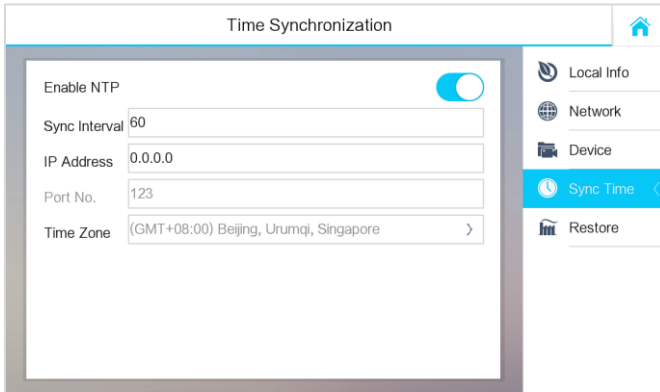 Time Synchronization
Enable NTP
Sync Interval 60
IP Address 0.0.0.0
Port No. 123
Time Zone (GMT+08:00) Beijing, Urumqi, Singapore
Local Info
Network
Device
Sync Time
Restore